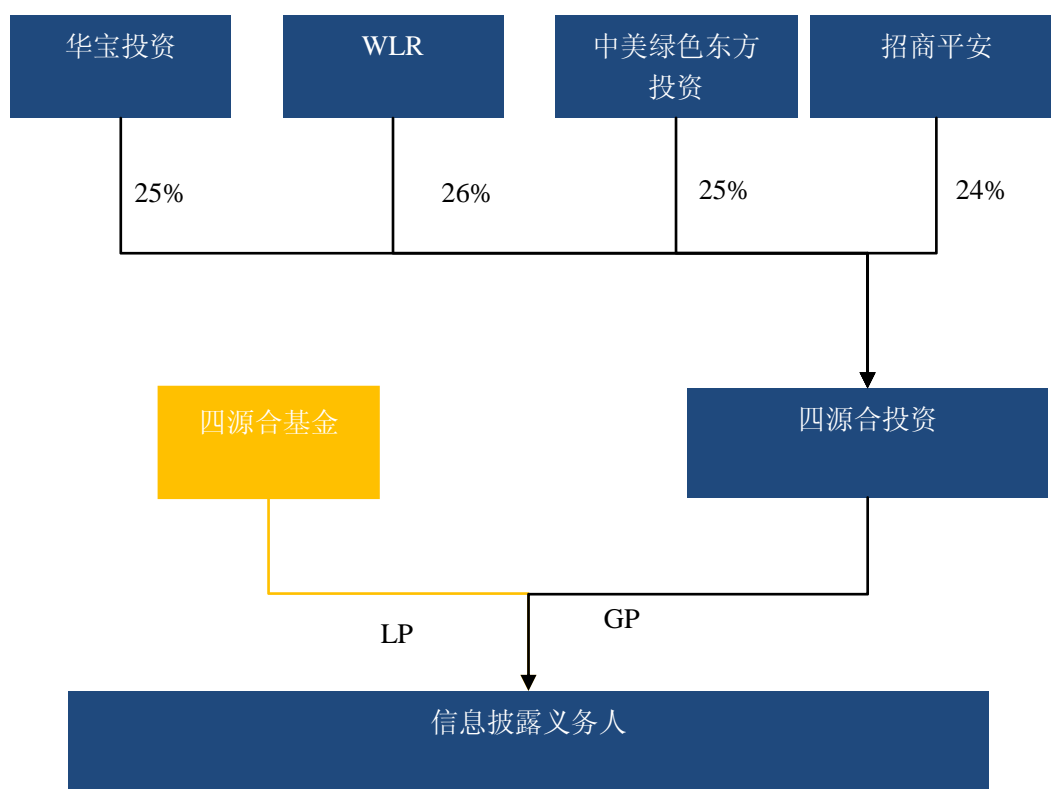 华宝投资
WLR
中美绿色东方
投资
招商平安
25%
26%
25%
24%
四源合基金
四源合投资
LP
GP
信息披露义务人